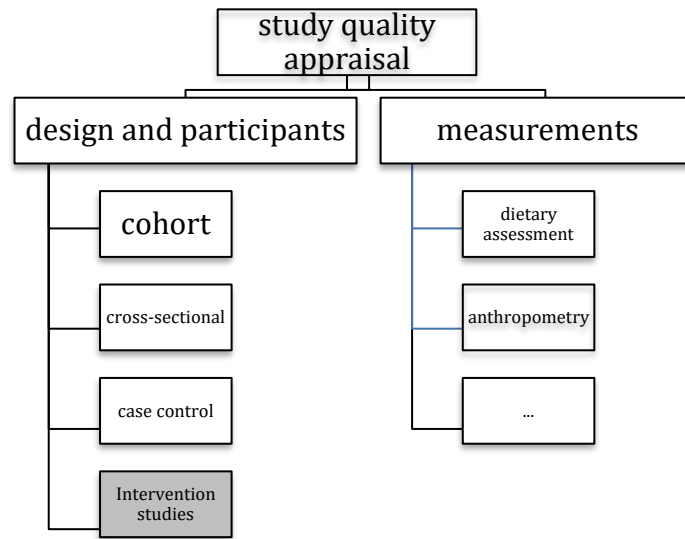 study quality
appraisal
design and participants
measurements
cohort
cross-sectional
case control
Intervention
studies
dietary
assessment
anthropometry
...